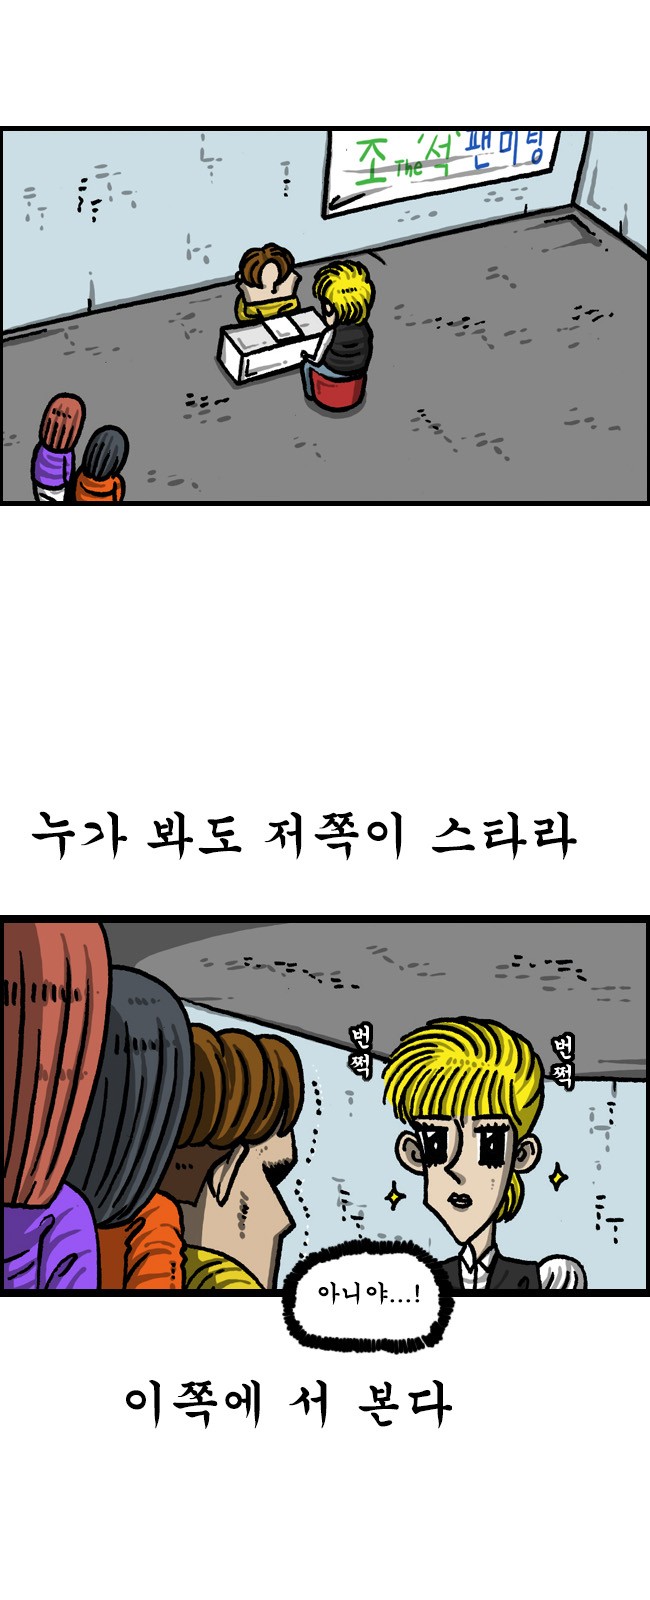 조 The '석' 팬미팅
누가 봐도 저쪽이 스타라
번쩍
번쩍
아니야...!
이쪽에 서 본다